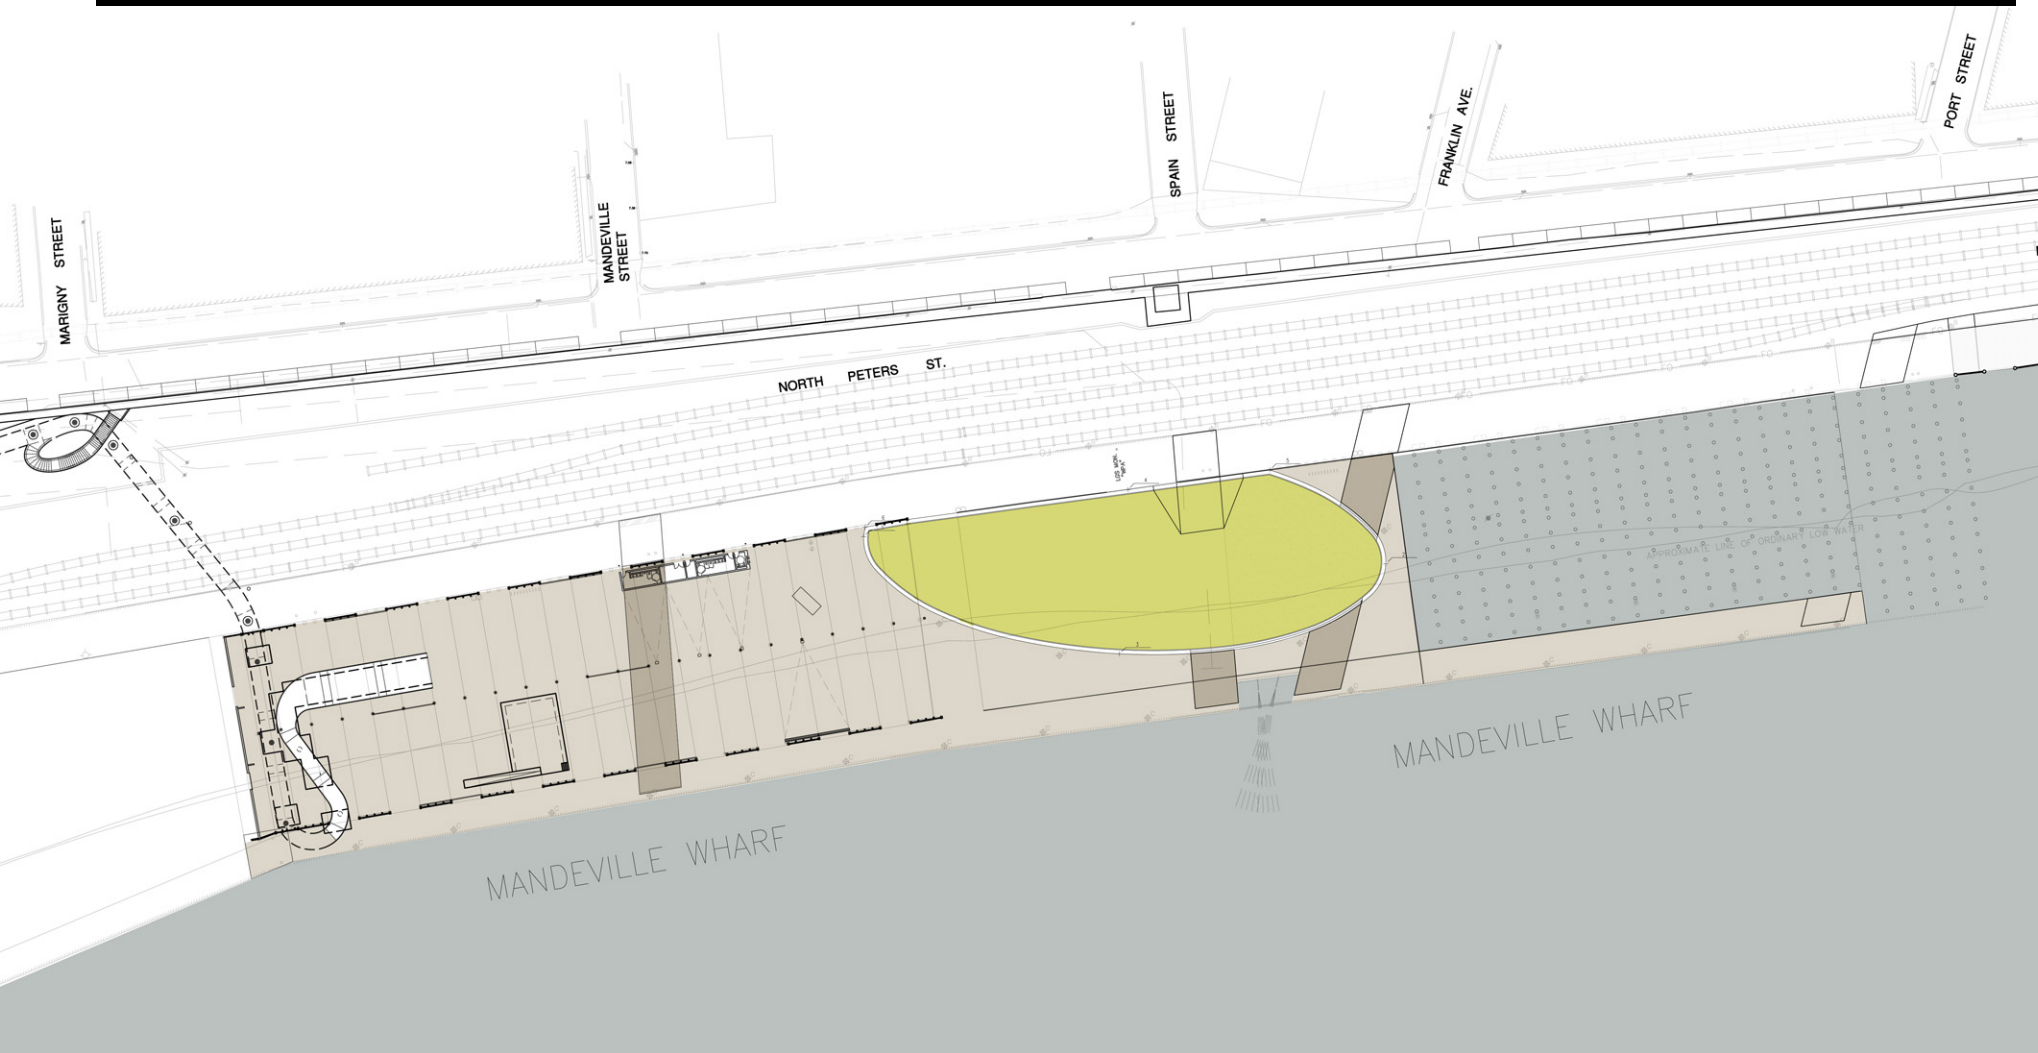 PORT STREET
SPAIN STREET
FRANKLIN AVE.
MARIGNY STREET
MANDEVILLE
STREET
NORTH PETERS ST.
APPROXIMATE LINE OF ORDINARY LOW WATER
MANDEVILLE WHARF
MANDEVILLE WHARF